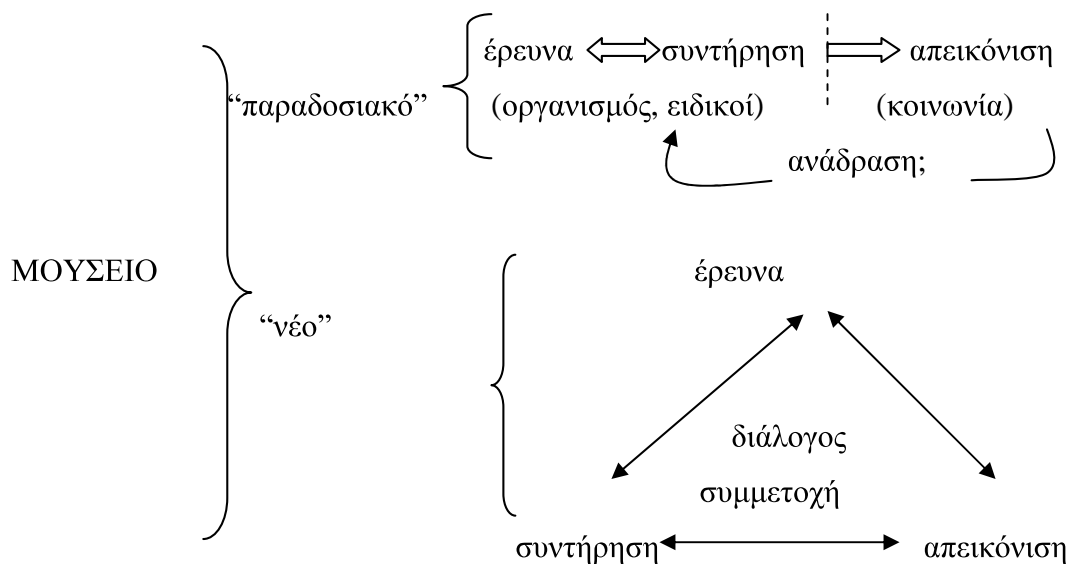 έρευνα συντήρηση απεικόνιση
“παραδοσιακό” (οργανισμός, ειδικοί) (κοινωνία)
ανάδραση;
ΜΟΥΣΕΙΟ
έρευνα
“νέο”
διάλογος
συμμετοχή
συντήρηση απεικόνιση